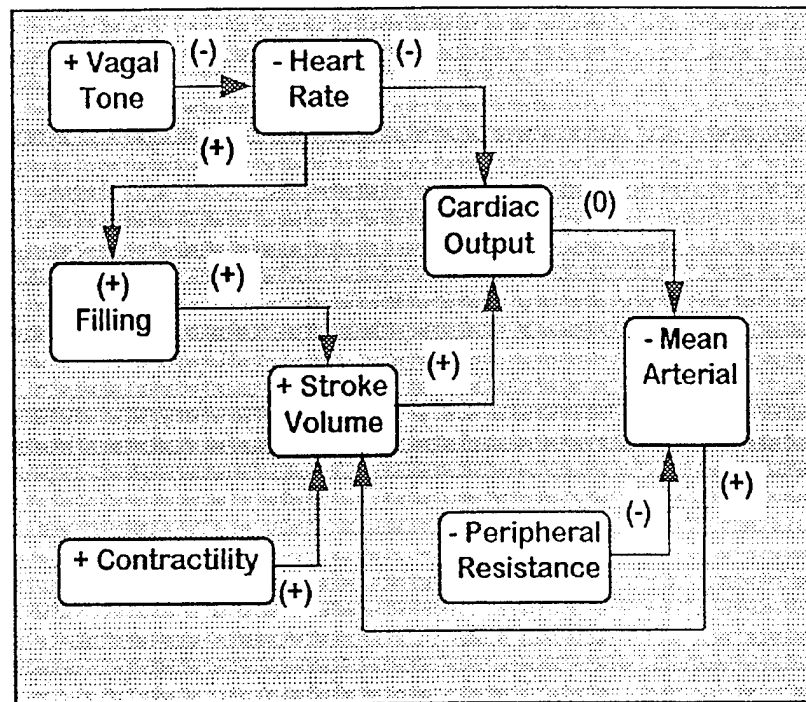 + Vagal
Tone
(-)
- Heart
Rate
(-)
(+)
Cardiac
Output
(0)
(+)
Filling
(+)
- Mean
Arterial
+ Stroke
Volume
(+)
(+)
- Peripheral
Resistance
(-)
+ Contractility
(+)